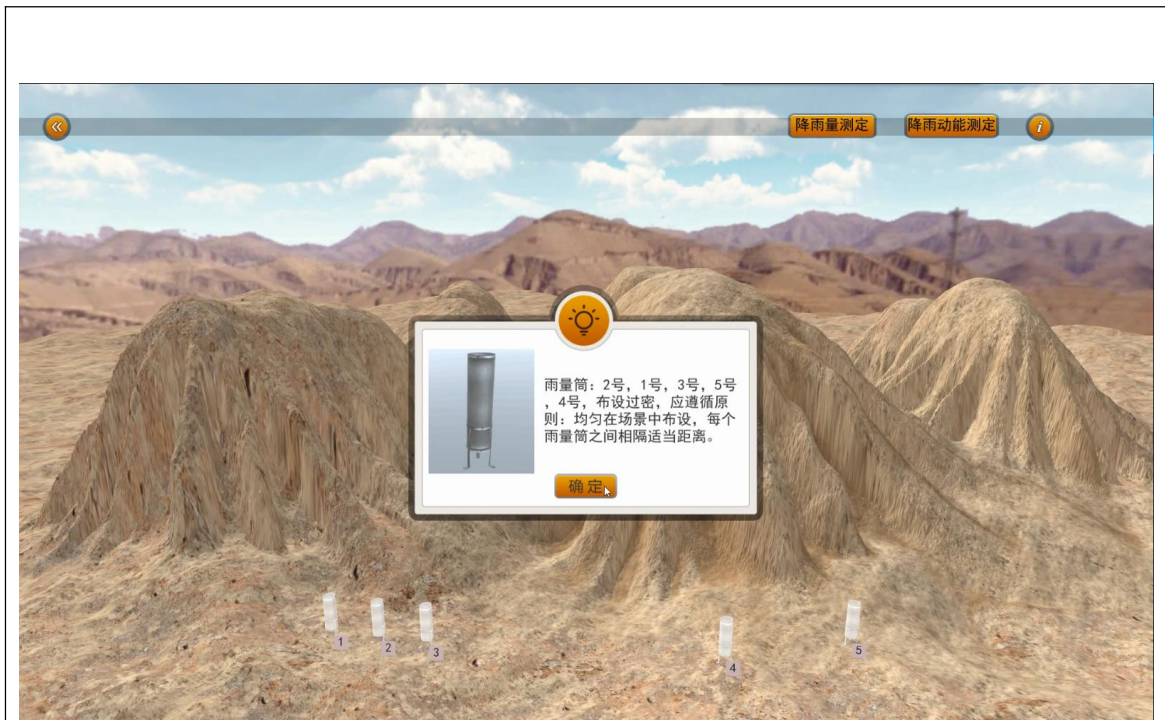 降雨量测定
降雨动能测定
i
雨量筒：2号，1号，3号，5号
，4号，布设过密，应遵循原
则：均匀在场景中布设，每个
雨量筒之间相隔适当距离。
确定
1
2
3
4
5